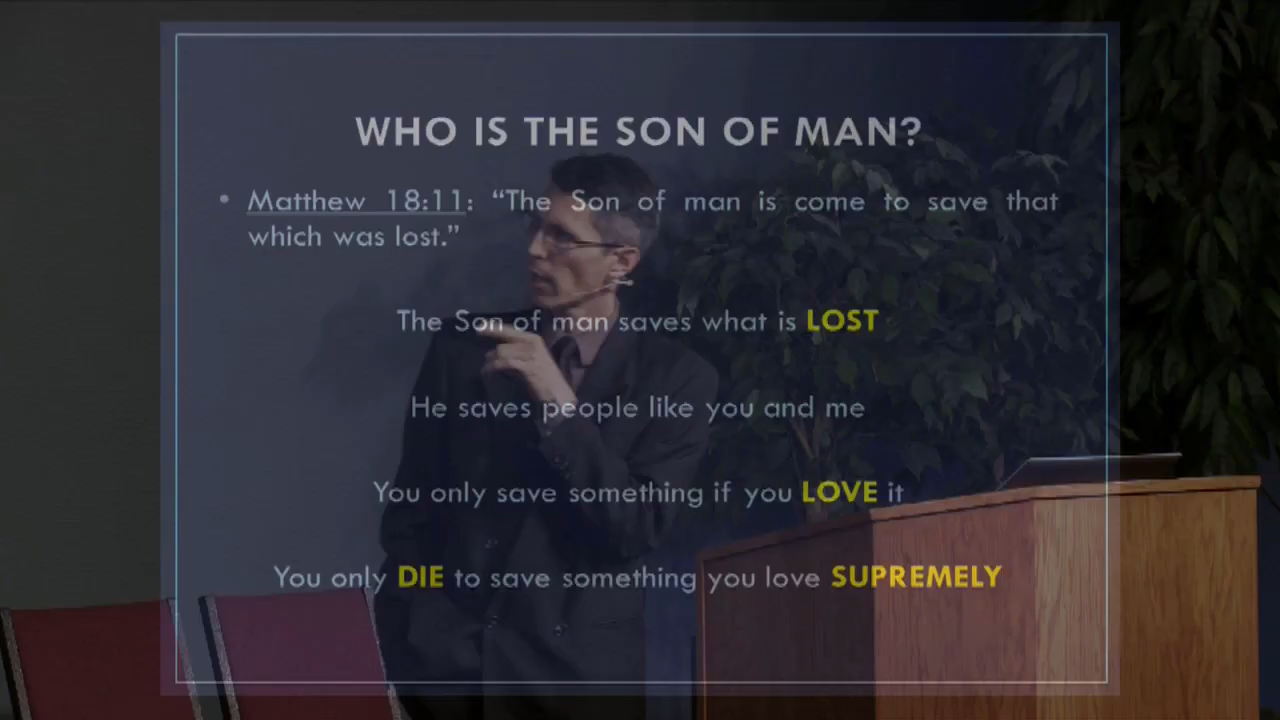 WHO IS THE SON OF MAN?
• Matthew 18:11: “The Son of man is come to save that
which was lost.”
The Son of man saves what is LOST
He saves people like you and me
You only save something if you LOVE it
You only DIE to save something you love SUPREMELY